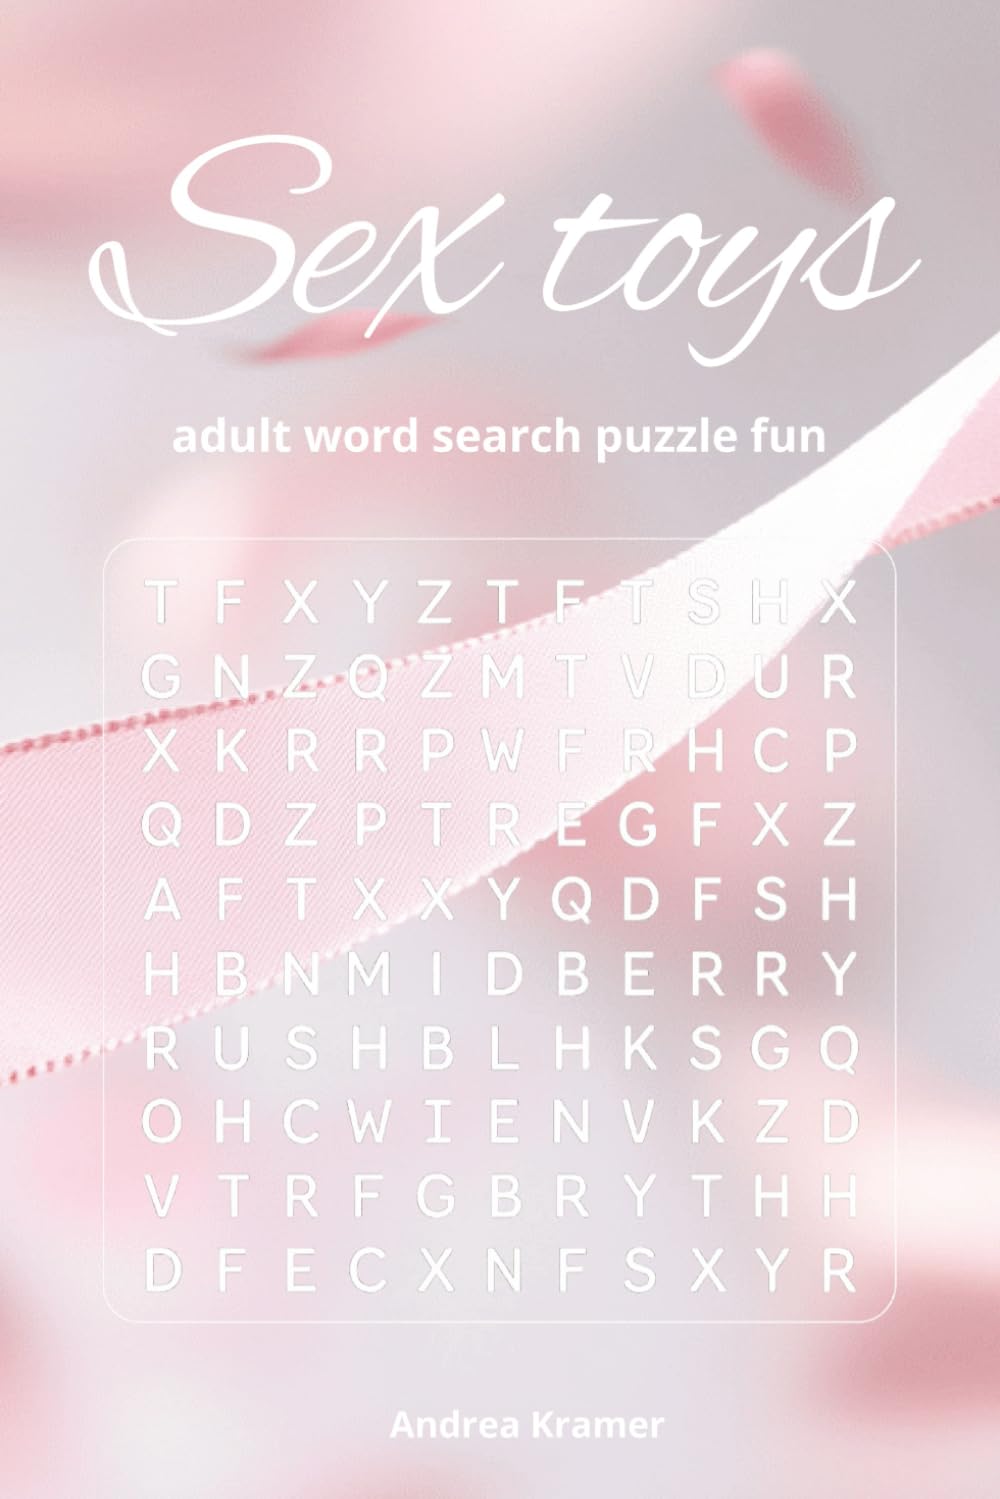 Sex toys
adult word search puzzle fun
T F X Y Z T F T S H X
G N Z Q Z M T V D U R
X K R R P W F R H C P
Q D Z P T R E G F X Z
A F T X X Y Q D F S H
H B N M I D B E R R Y
R U S H B L H K S G Q
O H C W I E N V K Z D
V T R F G B R Y T H H
D F E C X N F S X Y R
Andrea Kramer